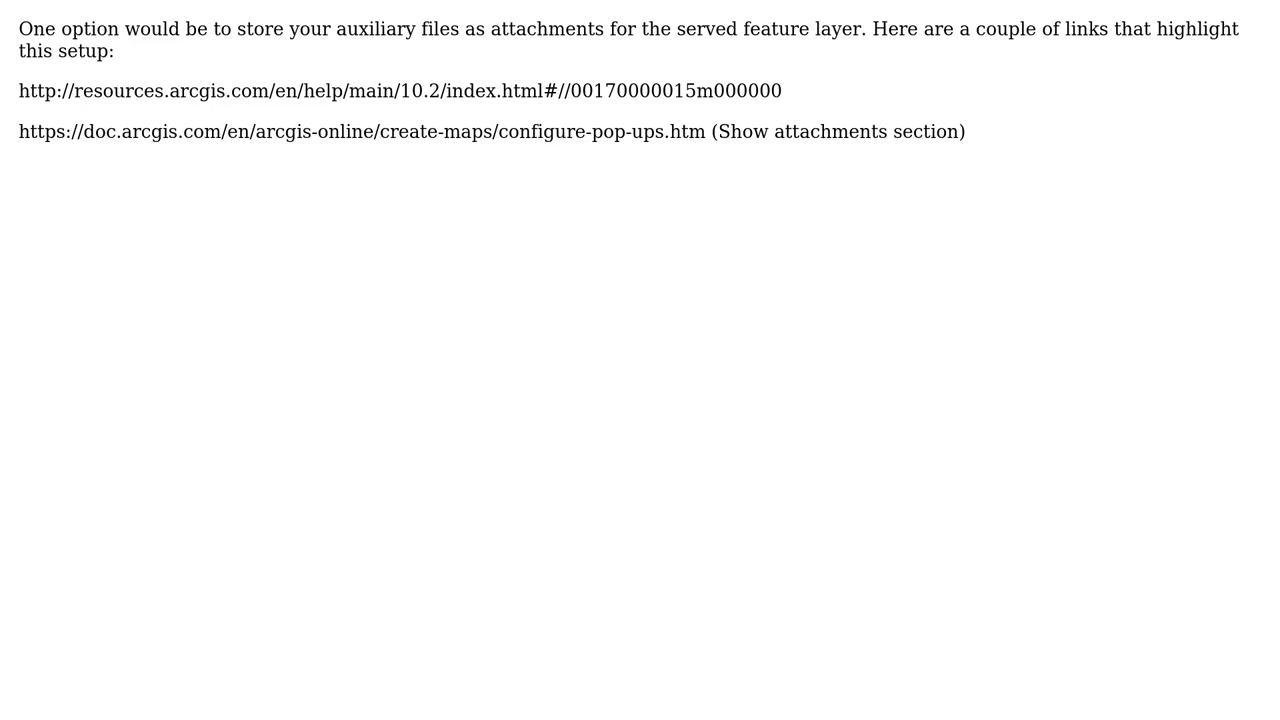 One option would be to store your auxiliary files as attachments for the served feature layer. Here are a couple of links that highlight
this setup:
http://resources.arcgis.com/en/help/main/10.2/index.html#//00170000015m000000
https://doc.arcgis.com/en/arcgis-online/create-maps/configure-pop-ups.htm (Show attachments section)